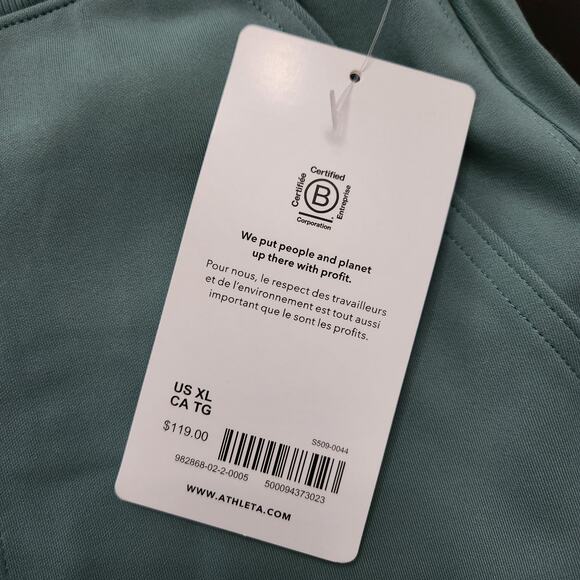 Certified
Certifiée
B
Entreprise
Corporation
We put people and planet
up there with profit.
Pour nous, le respect des travailleurs
et de l'environnement est tout aussi
important que le sont les profits.
US XL
CA TG
$119.00
S509-0044
982868-02-2-0005
500094373023
WWW.ATHLETA.COM